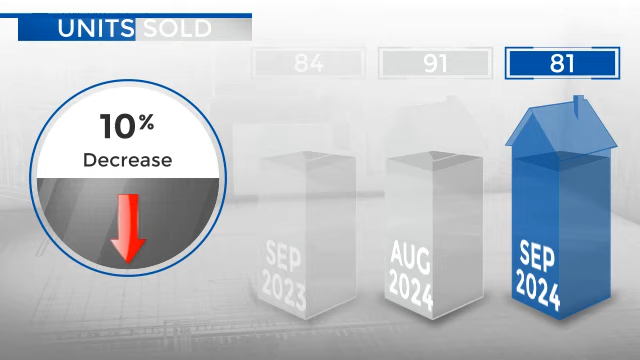 UNITS SOLD
84
91
81
10%
Decrease
SEP
2023
AUG
2024
SEP
2024